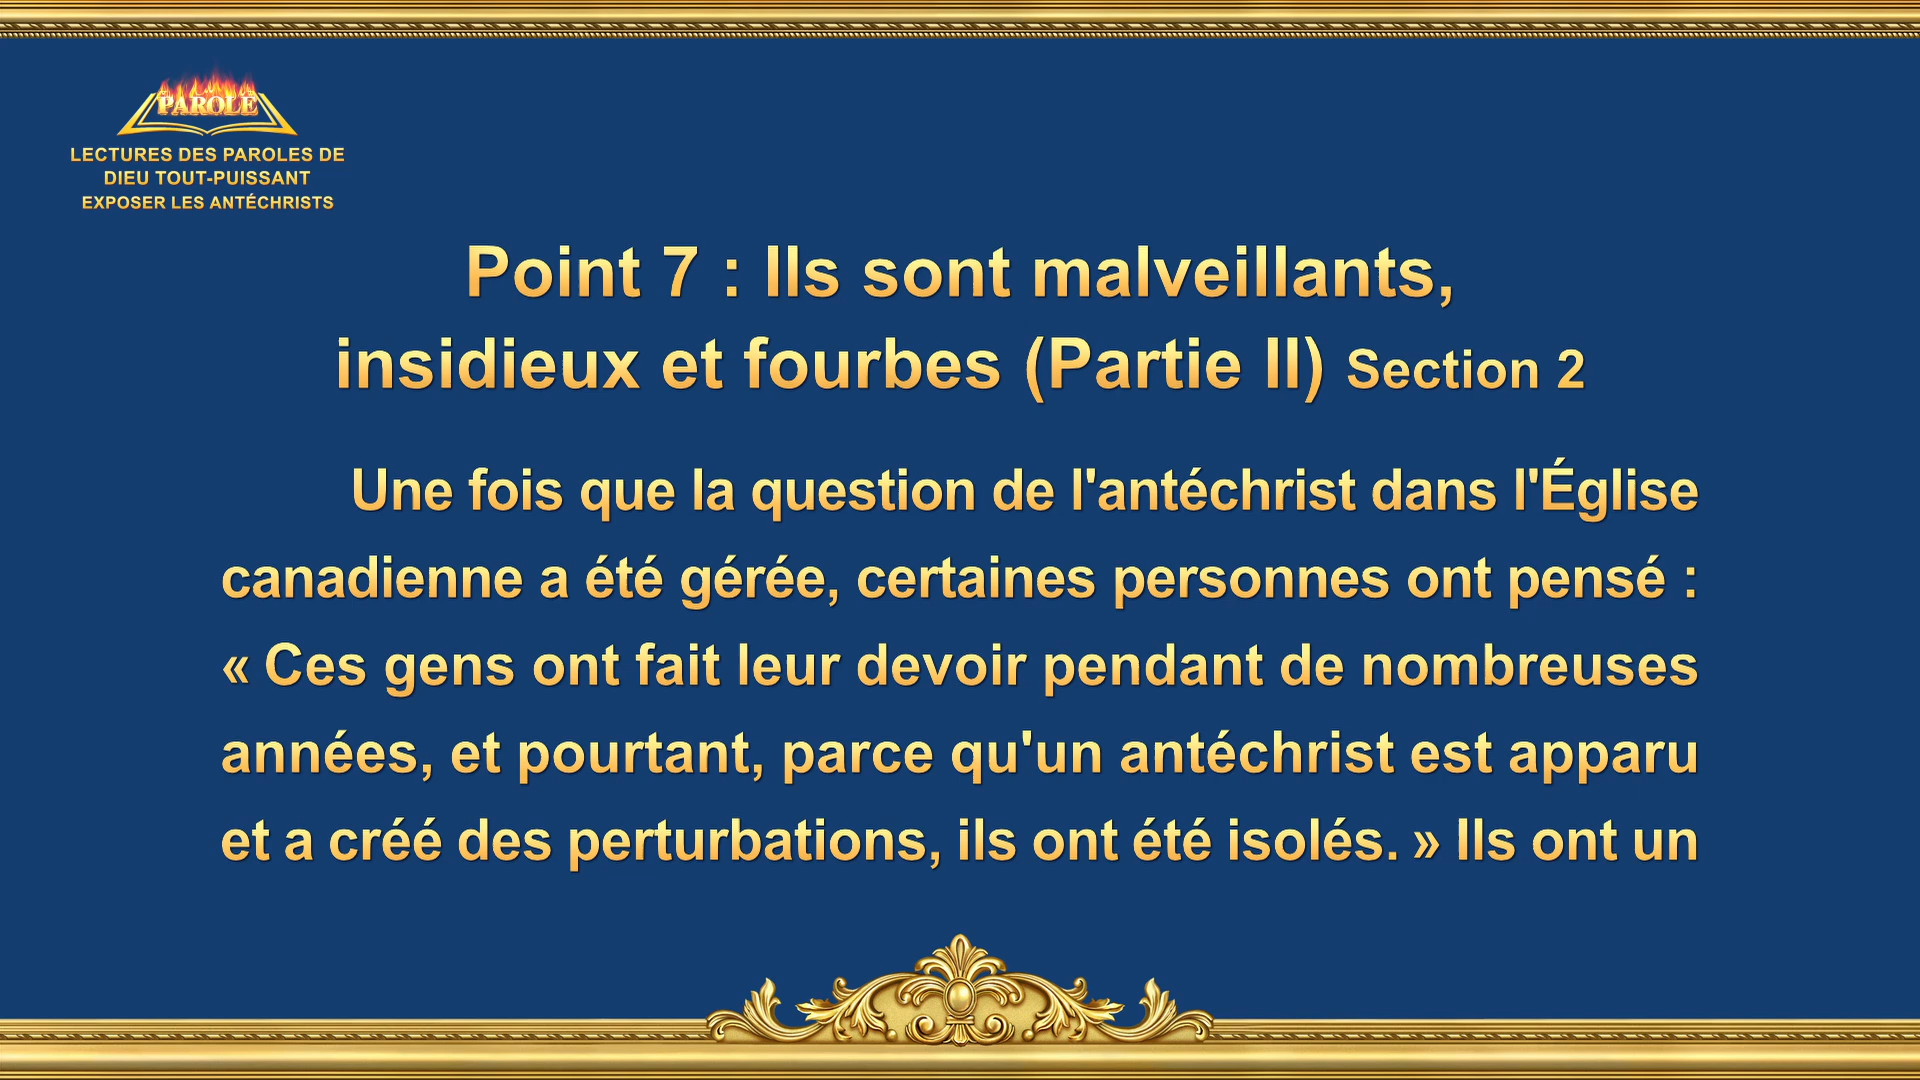 PAROLE
LECTURES DES PAROLES DE
DIEU TOUT-PUISSANT
EXPOSER LES ANTÉCHRISTS
Point 7 : Ils sont malveillants,
insidieux et fourbes (Partie II) Section 2
Une fois que la question de l'antéchrist dans l'Église
canadienne a été gérée, certaines personnes ont pensé :
« Ces gens ont fait leur devoir pendant de nombreuses
années, et pourtant, parce qu'un antéchrist est apparu
et a créé des perturbations, ils ont été isolés. » Ils ont un